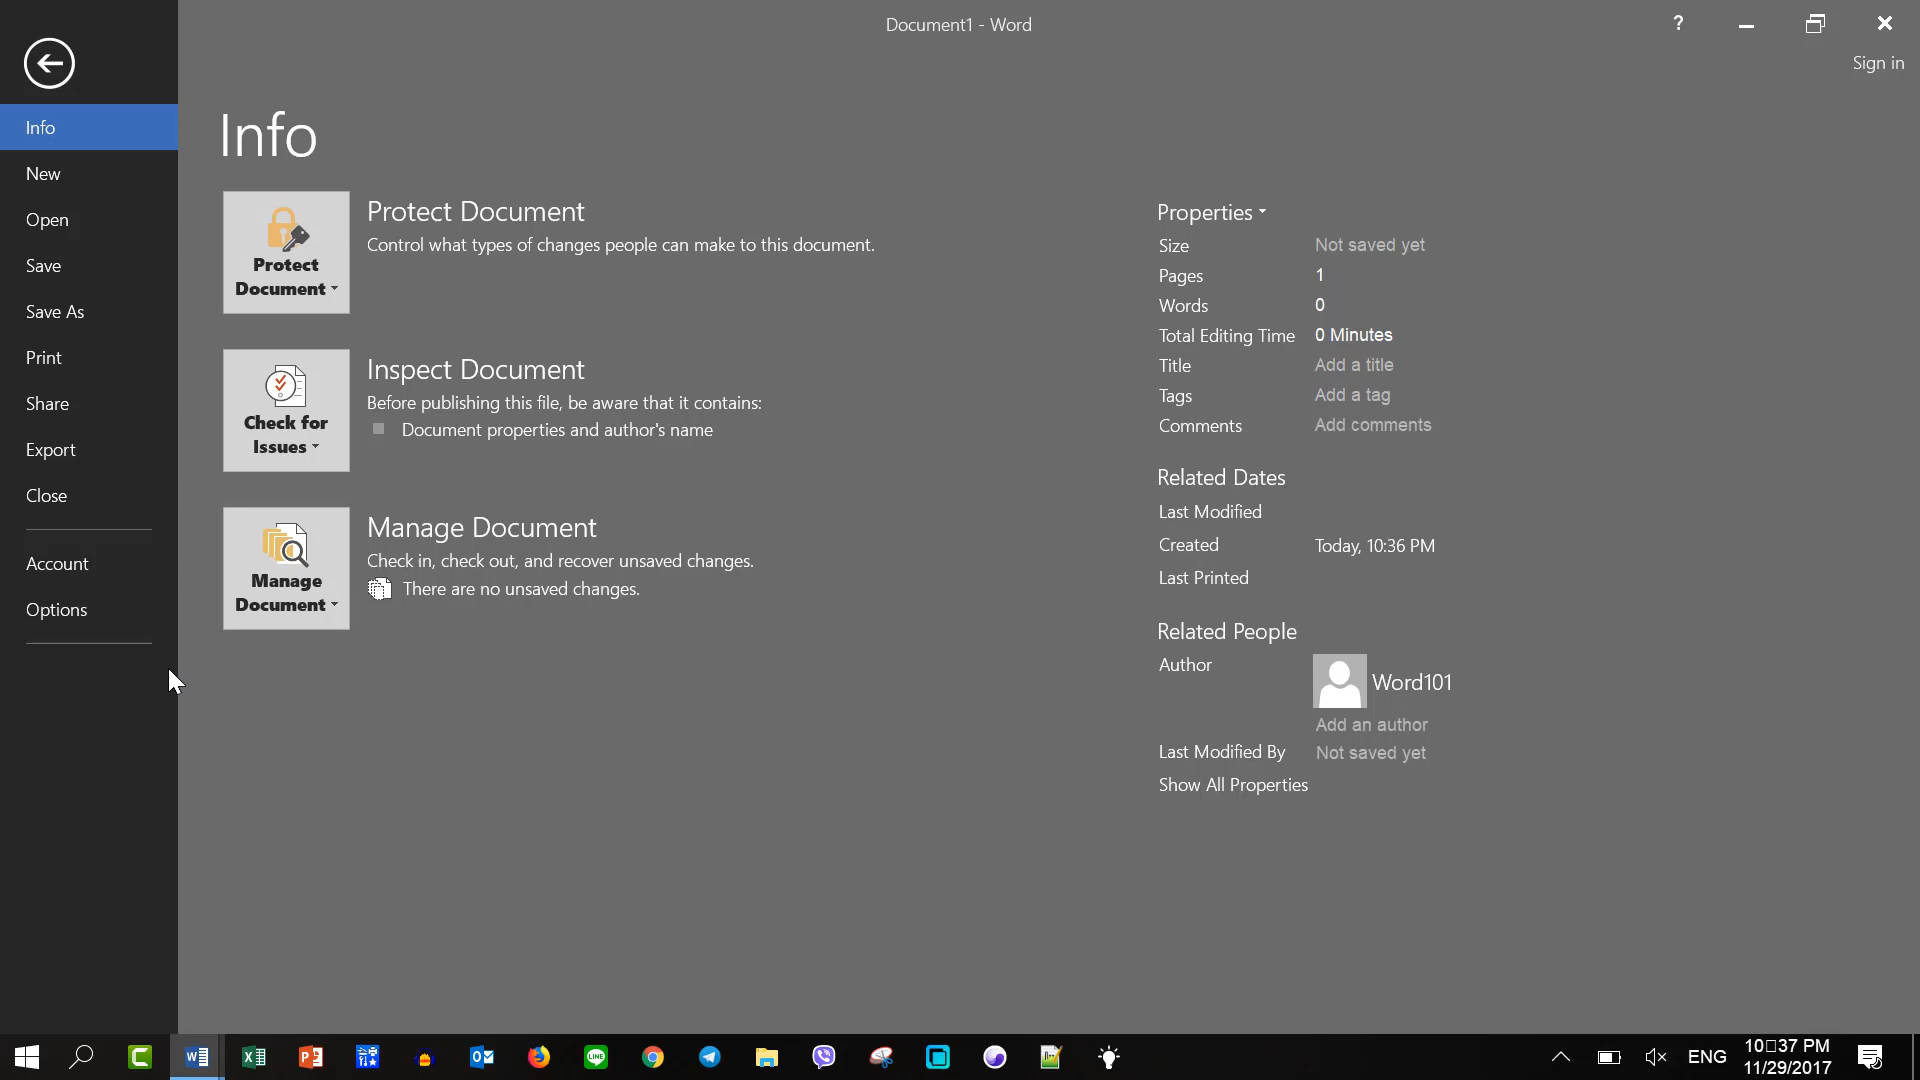 Document1 - Word
?
Sign in
Info
New
Open
Save
Save As
Print
Share
Export
Close
Account
Options
Info
Protect
Document
Protect Document
Control what types of changes people can make to this document.
Check for
Issues
Inspect Document
Before publishing this file, be aware that it contains:
Document properties and author's name
Manage
Document
Manage Document
Check in, check out, and recover unsaved changes.
There are no unsaved changes.
Properties
Size Not saved yet
Pages 1
Words 0
Total Editing Time 0 Minutes
Title Add a title
Tags Add a tag
Comments Add comments
Related Dates
Last Modified
Created Today, 10:36 PM
Last Printed
Related People
Author Word101
Add an author
Last Modified By Not saved yet
Show All Properties
ENG
10□37 PM
11/29/2017